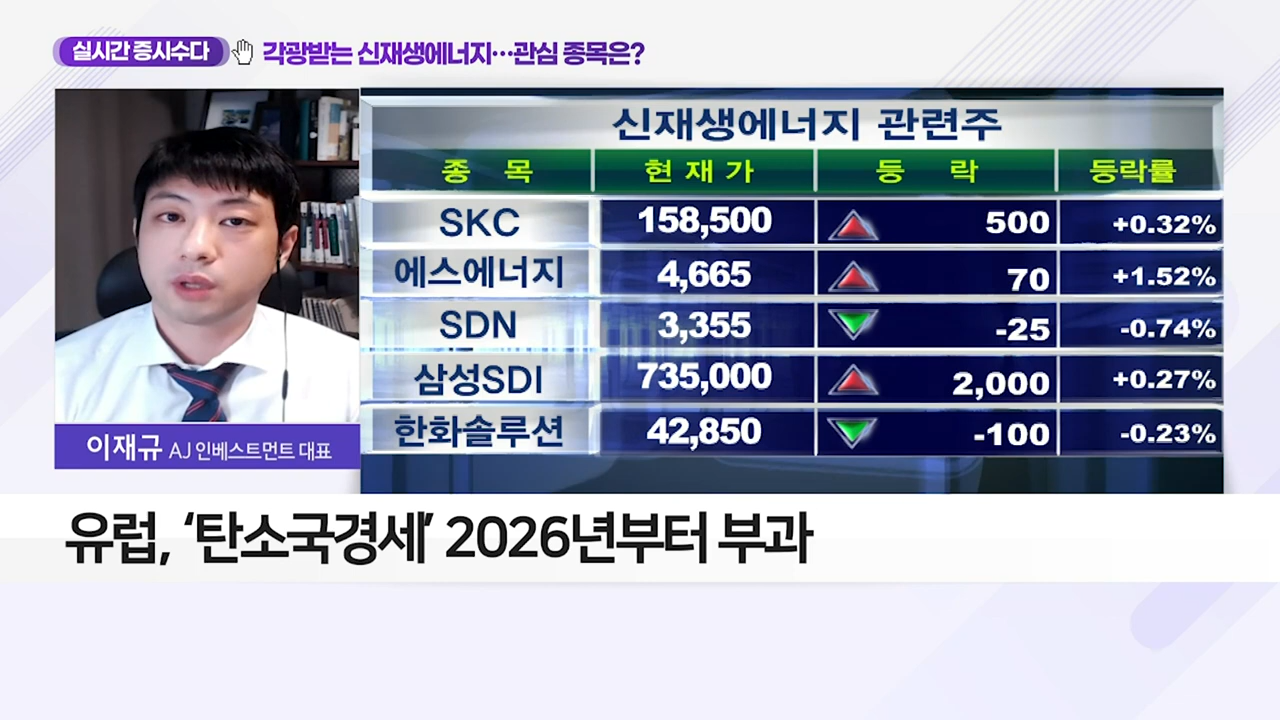 실시간 증시수다 각광받는 신재생에너지…관심 종목은?
신재생에너지 관련주
종 목 현 재 가 등 락 등락률
SKC 158,500 500 +0.32%
에스에너지 4,665 70 +1.52%
SDN 3,355 -25 -0.74%
삼성SDI 735,000 2,000 +0.27%
한화솔루션 42,850 -100 -0.23%
이재규 AJ 인베스트먼트 대표
유럽, ‘탄소국경세’ 2026년부터 부과